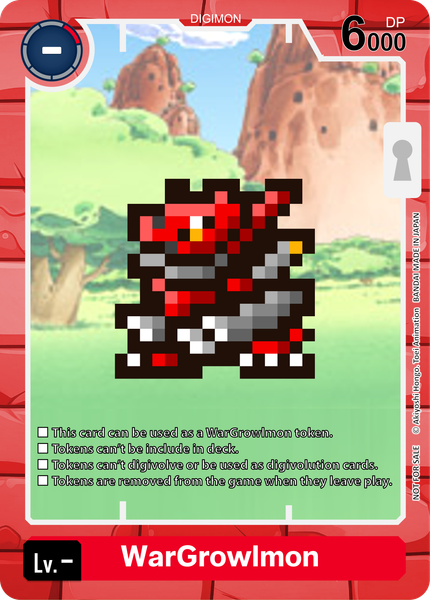 DIGIMON
-
DP
6000
□ This card can be used as a WarGrowlmon token.
□ Tokens can't be include in deck.
□ Tokens can't digivolve or be used as digivolution cards.
□ Tokens are removed from the game when they leave play.
NOT FOR SALE © Akiyoshi Hongo, Toei Animation BANDAI MADE IN JAPAN
Lv.-
WarGrowlmon